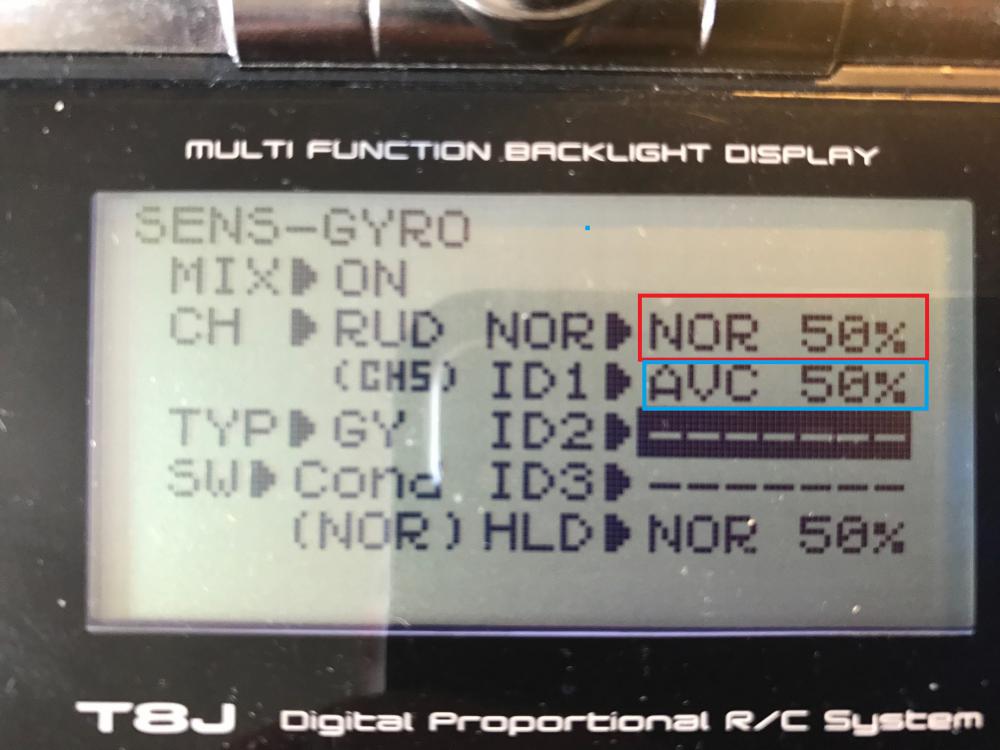 MULTI FUNCTION BACKLIGHT DISPLAY
SENS-GYRO
MIX▶ON
CH ▶RUD NOR▶NOR 50%
(CH5) ID1▶AVC 50%
TYP▶GY ID2▶-------
SW▶Cond ID3▶-------
(NOR) HLD▶NOR 50%
T8J Digital Proportional R/C System